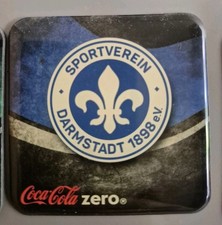 SPORTVEREIN
DARMSTADT 1898 e.V.
Coca-Cola zero®